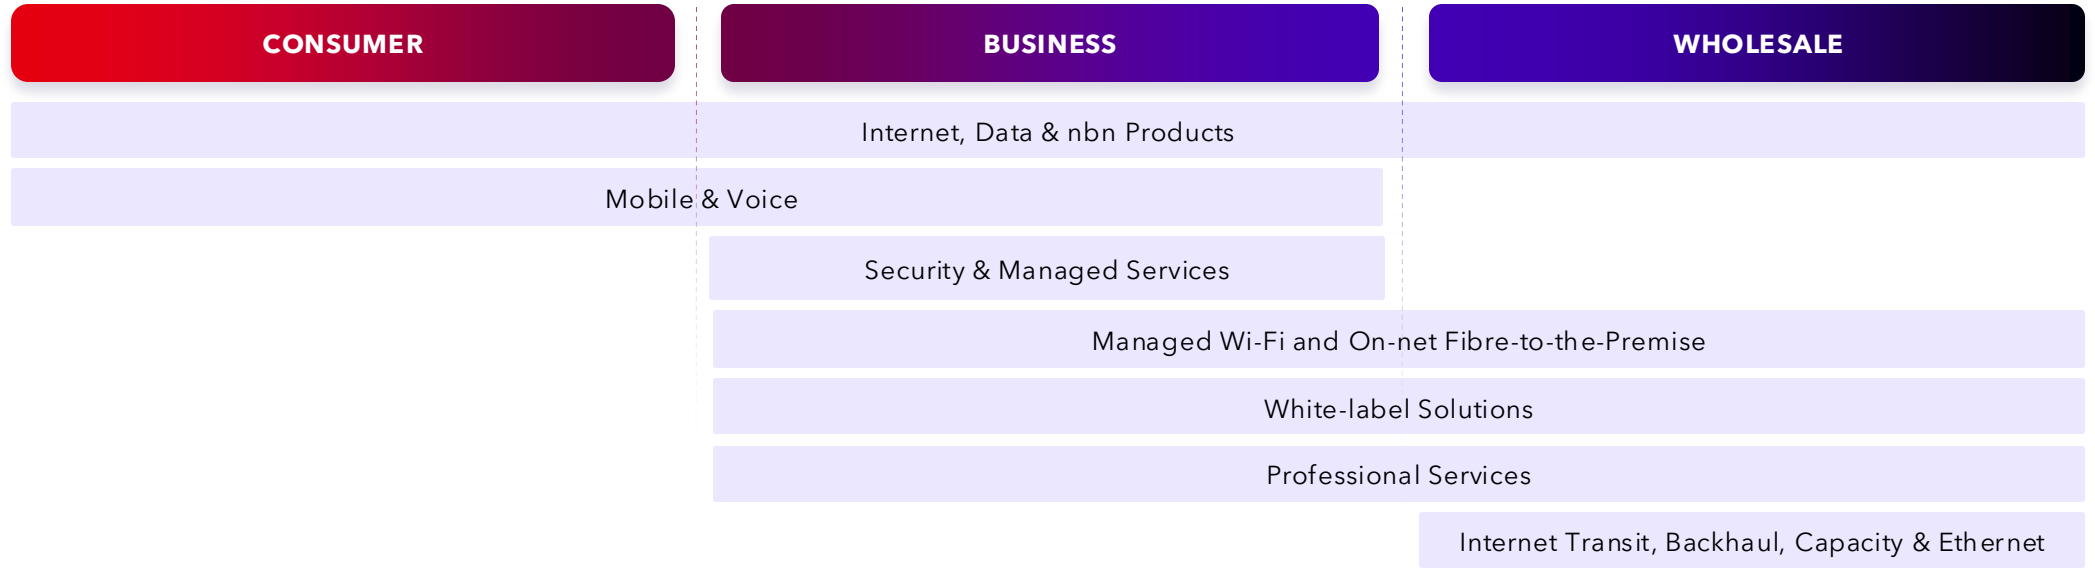 CONSUMER
BUSINESS
WHOLESALE
Internet, Data & nbn Products
Mobile & Voice
Security & Managed Services
Managed Wi-Fi and On-net Fibre-to-the-Premise
White-label Solutions
Professional Services
Internet Transit, Backhaul, Capacity & Ethernet